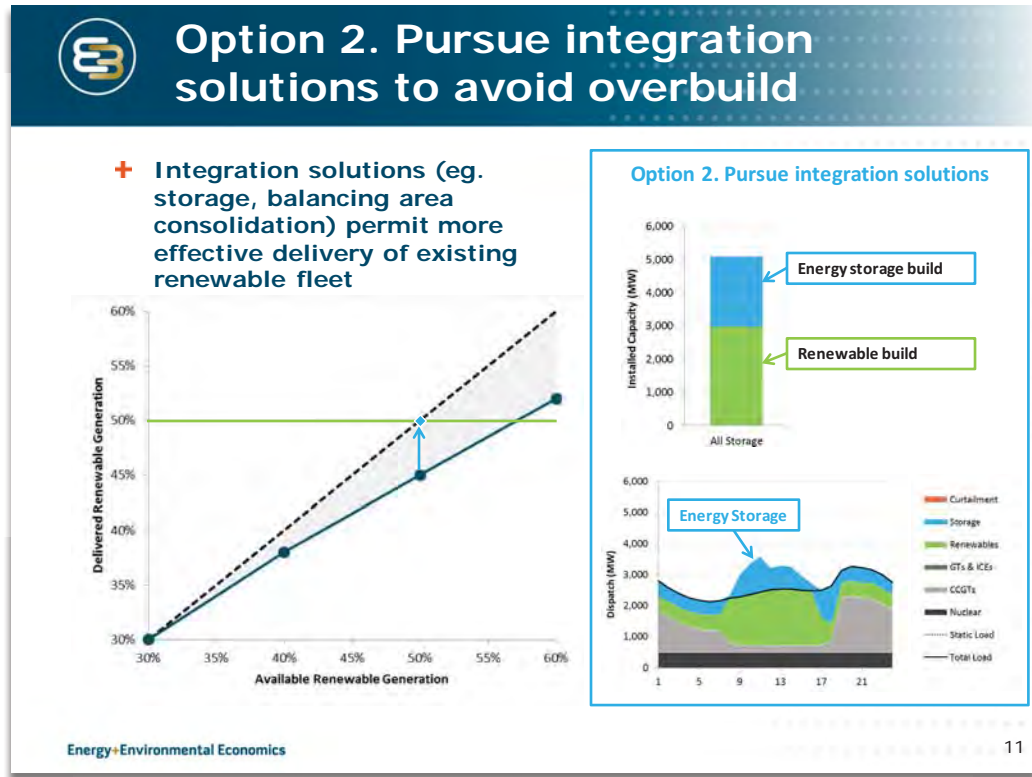 Option 2. Pursue integration
solutions to avoid overbuild
+ Integration solutions (eg.
storage, balancing area
consolidation) permit more
effective delivery of existing
renewable fleet
60%
55%
50%
45%
40%
35%
30%
Delivered Renewable Generation
30%
35%
40%
45%
50%
55%
60%
Available Renewable Generation
Option 2. Pursue integration solutions
6,000
5,000
4,000
3,000
2,000
1,000
0
Installed Capacity (MW)
Energy storage build
Renewable build
All Storage
6,000
5,000
4,000
3,000
2,000
1,000
0
Dispatch (MW)
Energy Storage
1
5
9
13
17
21
Curtailment
Storage
Renewables
GTs & ICEs
CCGTs
Nuclear
Static Load
Total Load
Energy+Environmental Economics
11